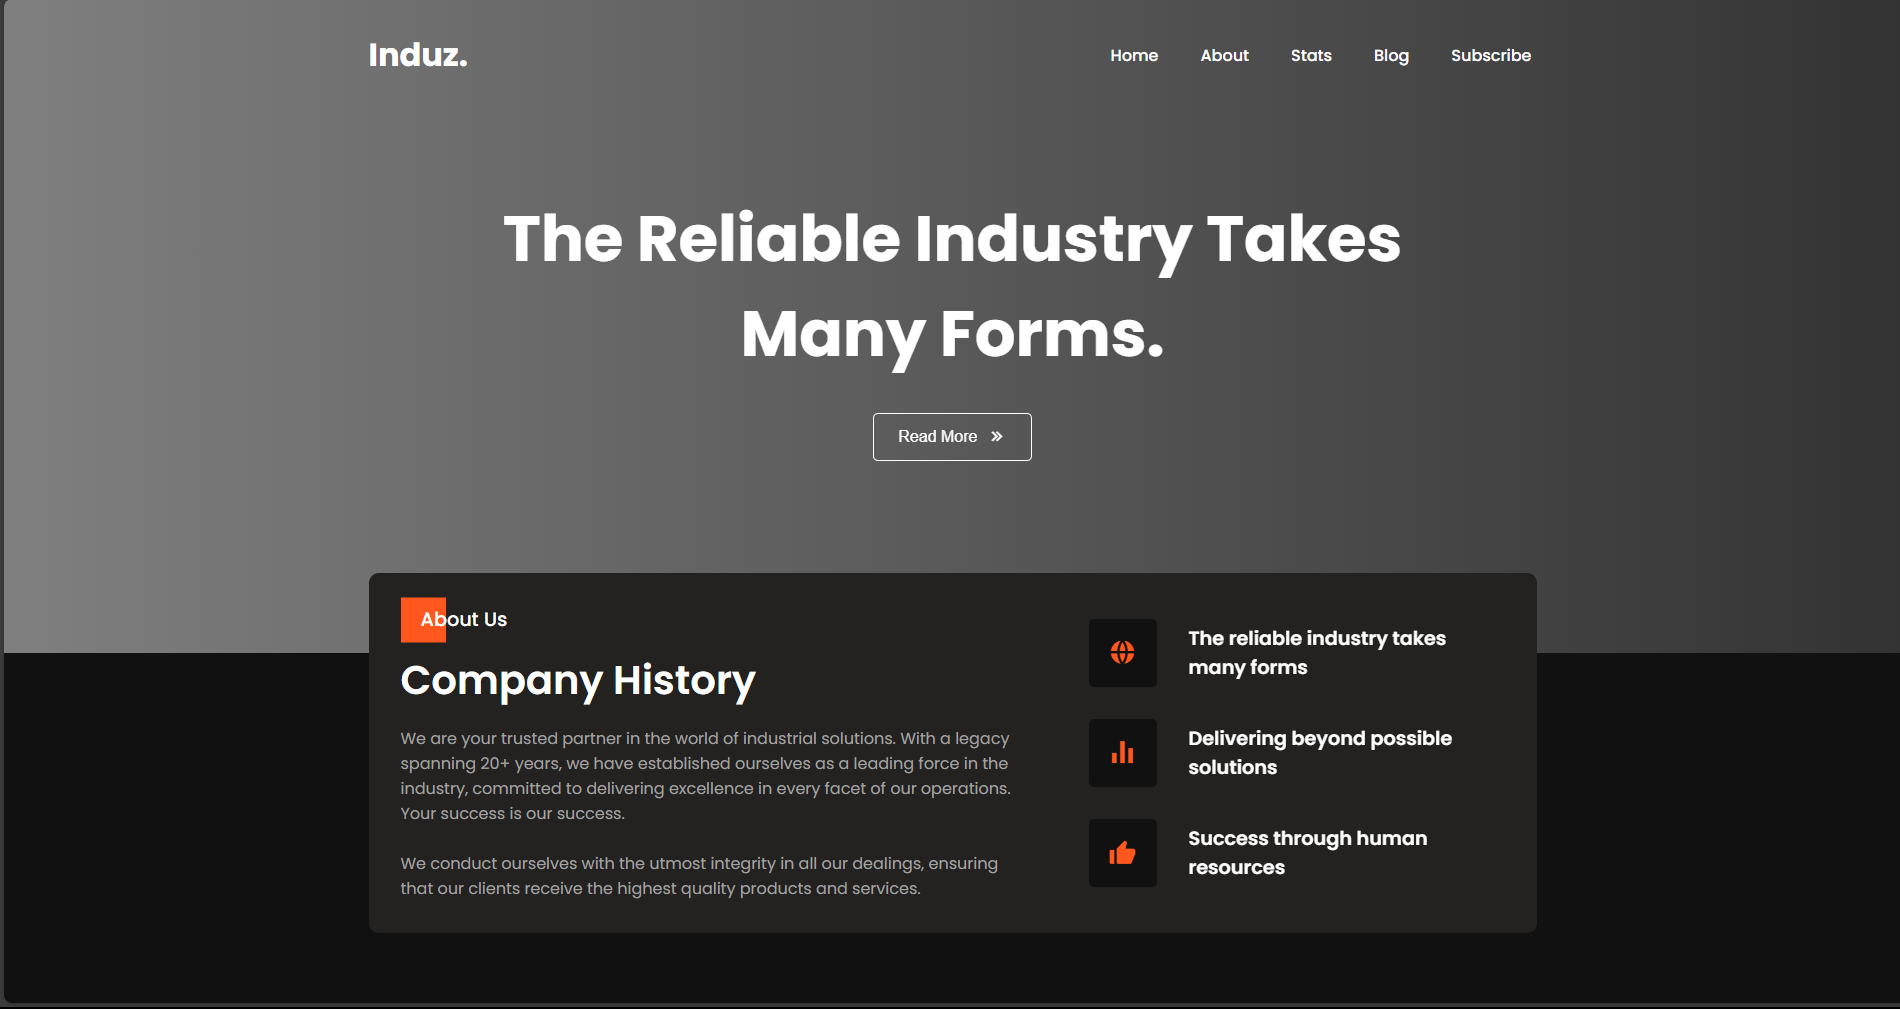 Induz.
Home About Stats Blog Subscribe
The Reliable Industry Takes
Many Forms.
Read More
About Us
Company History
We are your trusted partner in the world of industrial solutions. With a legacy
spanning 20+ years, we have established ourselves as a leading force in the
industry, committed to delivering excellence in every facet of our operations.
Your success is our success.
We conduct ourselves with the utmost integrity in all our dealings, ensuring
that our clients receive the highest quality products and services.
The reliable industry takes
many forms
Delivering beyond possible
solutions
Success through human
resources